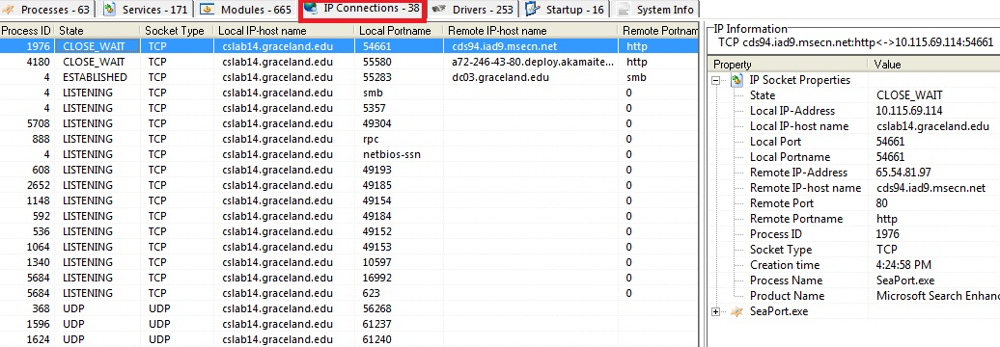 Processes - 63 Services - 171 Modules - 665 IP Connections - 38 Drivers - 253 Startup - 16 System Info
Process ID State Socket Type Local IP-host name Local Portname Remote IP-host name Remote Portnam
1976 CLOSE_WAIT TCP cslab14.graceland.edu 54661 cds94.iad9.msecn.net http
4180 CLOSE_WAIT TCP cslab14.graceland.edu 55580 a72-246-43-80.deploy.akamaite... http
4 ESTABLISHED TCP cslab14.graceland.edu 55283 dc03.graceland.edu smb
4 LISTENING TCP cslab14.graceland.edu smb 0
4 LISTENING TCP cslab14.graceland.edu 5357 0
5708 LISTENING TCP cslab14.graceland.edu 49304 0
888 LISTENING TCP cslab14.graceland.edu rpc 0
4 LISTENING TCP cslab14.graceland.edu netbios-ssn 0
608 LISTENING TCP cslab14.graceland.edu 49193 0
2652 LISTENING TCP cslab14.graceland.edu 49185 0
1148 LISTENING TCP cslab14.graceland.edu 49154 0
592 LISTENING TCP cslab14.graceland.edu 49184 0
536 LISTENING TCP cslab14.graceland.edu 49152 0
1064 LISTENING TCP cslab14.graceland.edu 49153 0
1340 LISTENING TCP cslab14.graceland.edu 10597 0
5684 LISTENING TCP cslab14.graceland.edu 16992 0
5684 LISTENING TCP cslab14.graceland.edu 623 0
368 UDP UDP cslab14.graceland.edu 56268
1596 UDP UDP cslab14.graceland.edu 61237
1624 UDP UDP cslab14.graceland.edu 61240
IP Information
TCP cds94.iad9.msecn.net:http<->10.115.69.114:54661
Property Value
IP Socket Properties
State CLOSE_WAIT
Local IP-Address 10.115.69.114
Local IP-host name cslab14.graceland.edu
Local Port 54661
Local Portname 54661
Remote IP-Address 65.54.81.97
Remote IP-host name cds94.iad9.msecn.net
Remote Port 80
Remote Portname http
Process ID 1976
Socket Type TCP
Creation time 4:24:58 PM
Process Name SeaPort.exe
Product Name Microsoft Search Enhanc
SeaPort.exe